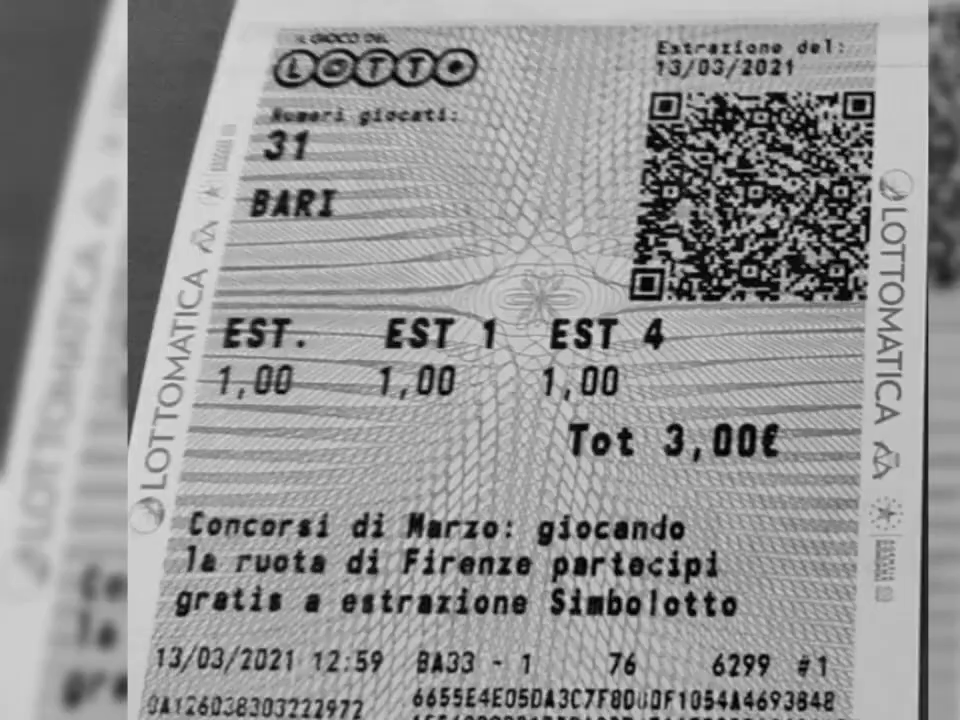 IL GIOCO DEL
LOTTO
Estrazione del:
13/03/2021
Numeri giocati:
31
BARI
EST. EST 1 EST 4
1,00 1,00 1,00
Tot 3,00€
Concorsi di Marzo: giocando
la ruota di Firenze partecipi
gratis a estrazione Simbolotto
13/03/2021 12:59 BA33 - 1 76 6299 #1
LOTTOMATICA
LOTTOMATICA